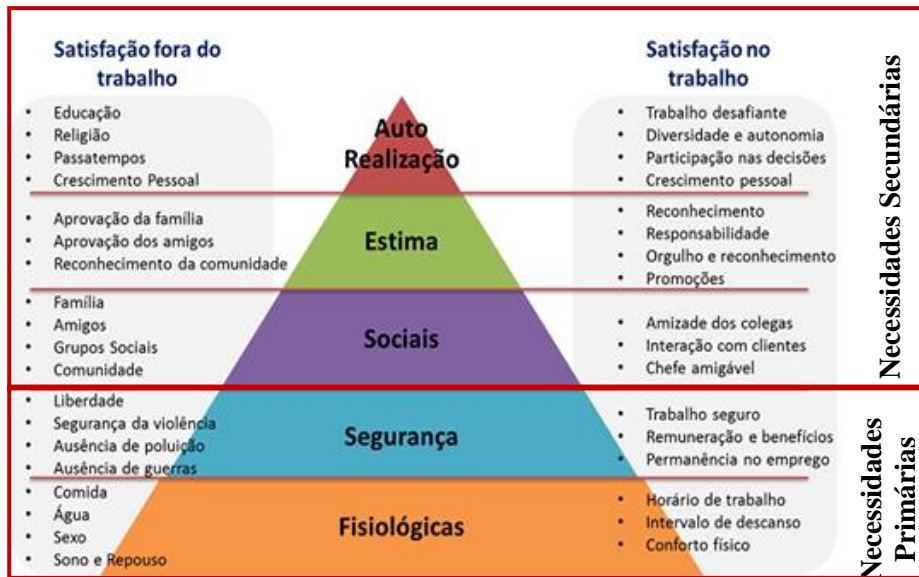 Satisfação fora do
trabalho
• Educação
• Religião
• Passatempos
• Crescimento Pessoal
• Aprovação da família
• Aprovação dos amigos
• Reconhecimento da comunidade
• Família
• Amigos
• Grupos Sociais
• Comunidade
• Liberdade
• Segurança da violência
• Ausência de poluição
• Ausência de guerras
• Comida
• Água
• Sexo
• Sono e Repouso
Auto
Realização
Estima
Sociais
Segurança
Fisiológicas
Satisfação no
trabalho
• Trabalho desafiante
• Diversidade e autonomia
• Participação nas decisões
• Crescimento pessoal
• Reconhecimento
• Responsabilidade
• Orgulho e reconhecimento
• Promoções
• Amizade dos colegas
• Interação com clientes
• Chefe amigável
• Trabalho seguro
• Remuneração e benefícios
• Permanência no emprego
• Horário de trabalho
• Intervalo de descanso
• Conforto físico
Necessidades Secundárias
Necessidades
Primárias